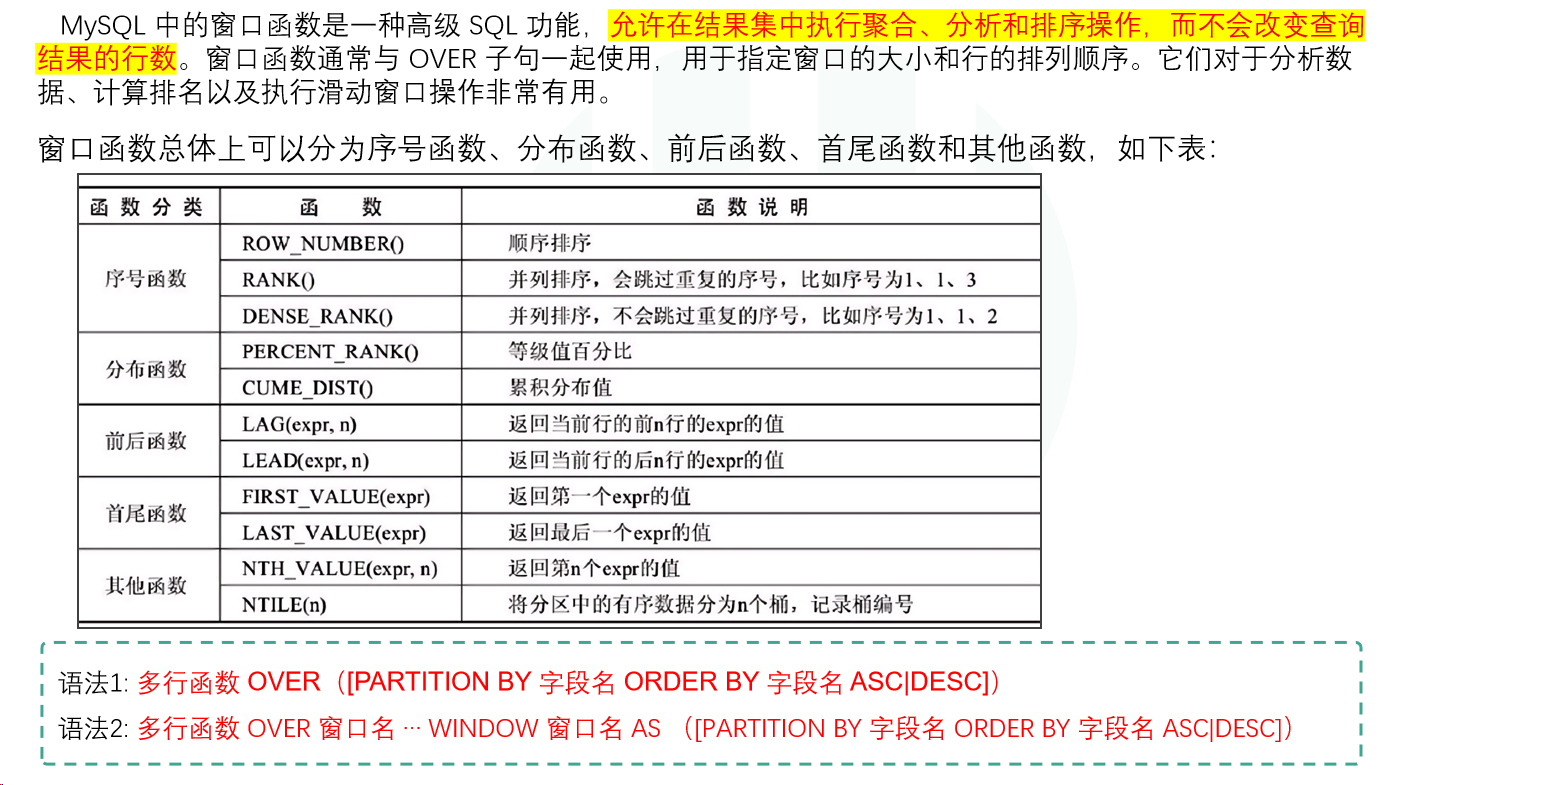 MySQL 中的窗口函数是一种高级 SQL 功能，允许在结果集中执行聚合、分析和排序操作，而不会改变查询
结果的行数。窗口函数通常与 OVER 子句一起使用，用于指定窗口的大小和行的排列顺序。它们对于分析数
据、计算排名以及执行滑动窗口操作非常有用。
窗口函数总体上可以分为序号函数、分布函数、前后函数、首尾函数和其他函数，如下表：
函数分类 函 数 函数说明
序号函数 ROW_NUMBER() 顺序排序
RANK() 并列排序，会跳过重复的序号，比如序号为1、1、3
DENSE_RANK() 并列排序，不会跳过重复的序号，比如序号为1、1、2
分布函数 PERCENT_RANK() 等级值百分比
CUME_DIST() 累积分布值
前后函数 LAG(expr, n) 返回当前行的前n行的expr的值
LEAD(expr, n) 返回当前行的后n行的expr的值
首尾函数 FIRST_VALUE(expr) 返回第一个expr的值
LAST_VALUE(expr) 返回最后一个expr的值
其他函数 NTH_VALUE(expr, n) 返回第n个expr的值
NTILE(n) 将分区中的有序数据分为n个桶，记录桶编号
语法1: 多行函数 OVER（[PARTITION BY 字段名 ORDER BY 字段名 ASC|DESC]）
语法2: 多行函数 OVER 窗口名 … WINDOW 窗口名 AS （[PARTITION BY 字段名 ORDER BY 字段名 ASC|DESC]）